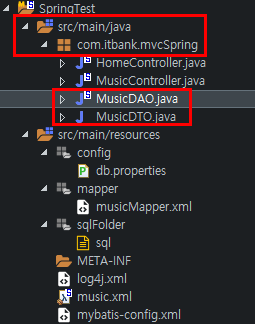 SpringTest
src/main/java
com.itbank.mvcSpring
HomeController.java
MusicController.java
MusicDAO.java
MusicDTO.java
src/main/resources
config
db.properties
mapper
musicMapper.xml
sqlFolder
sql
META-INF
log4j.xml
music.xml
mybatis-config.xml